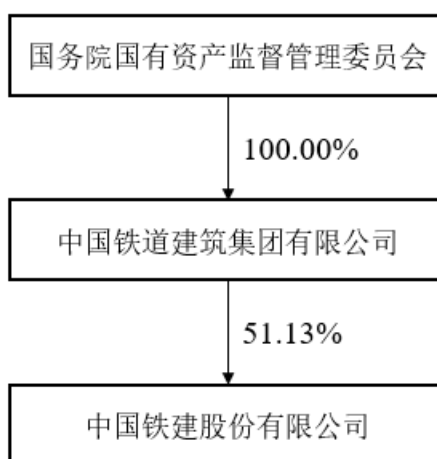 国务院国有资产监督管理委员会
100.00%
中国铁道建筑集团有限公司
51.13%
中国铁建股份有限公司